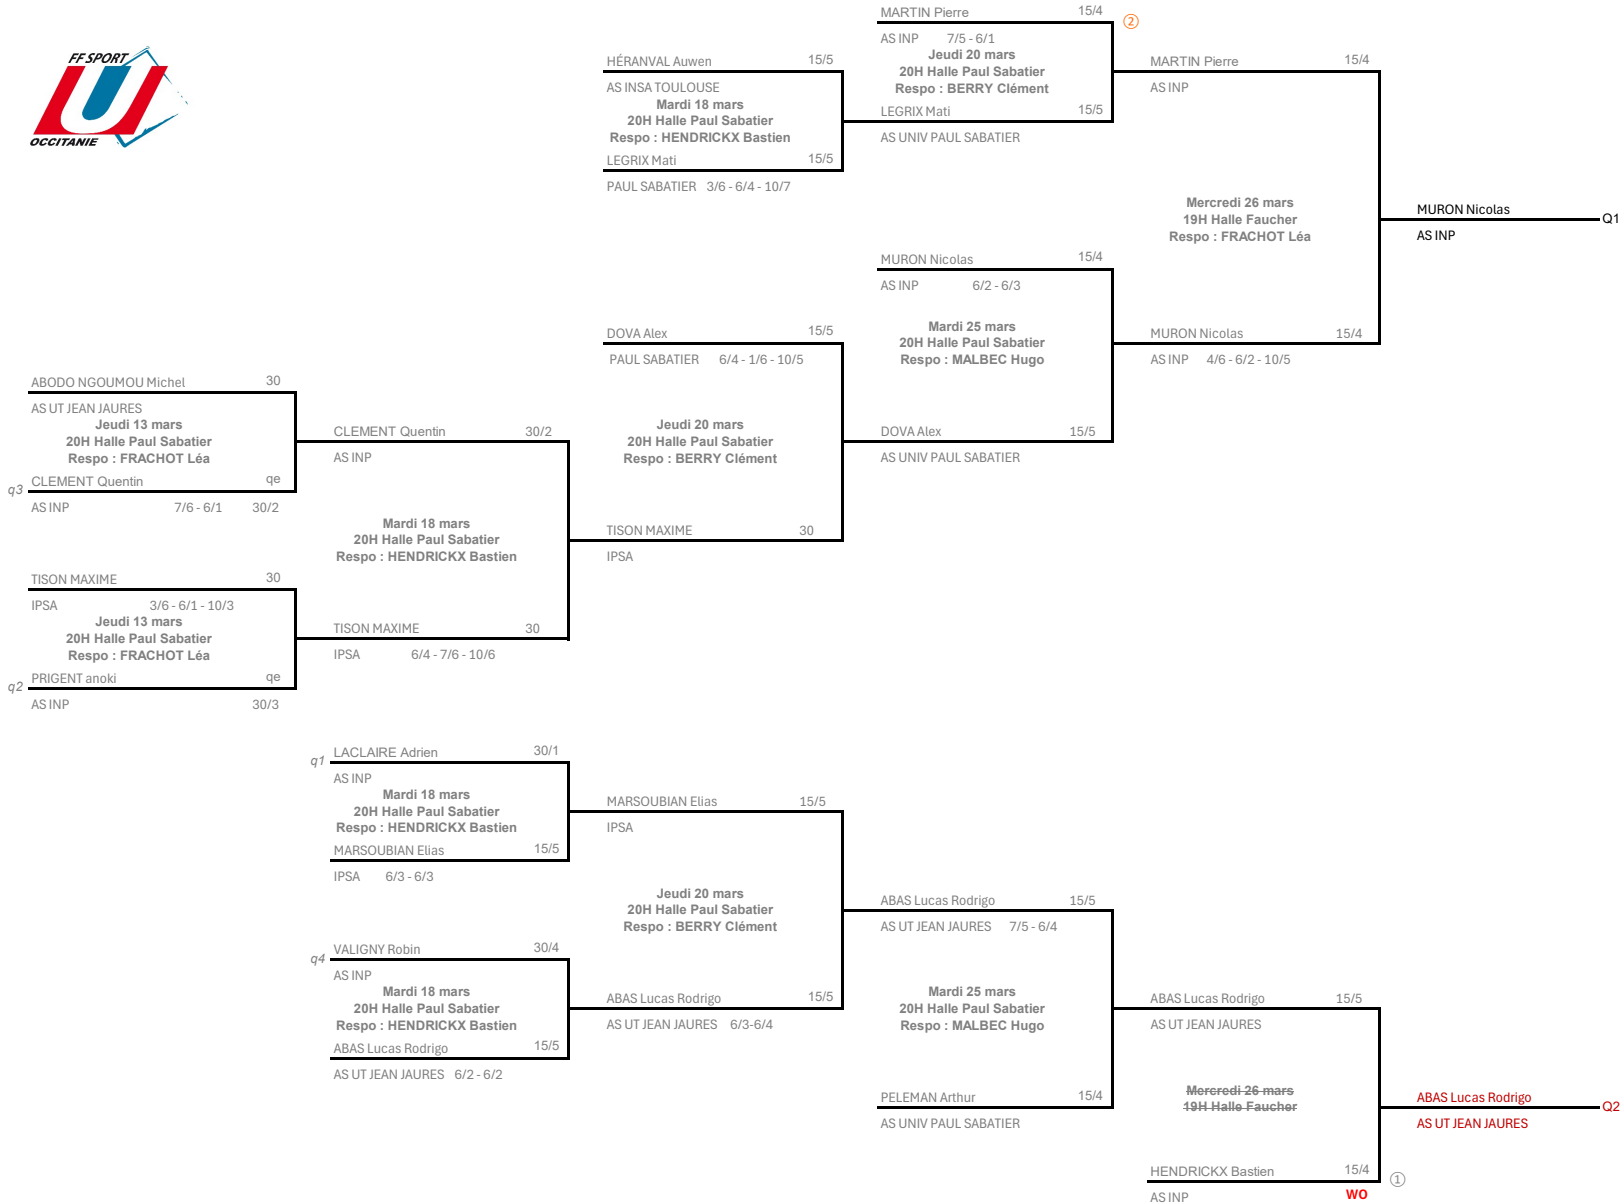 FF SPORT
U
OCCITANIE
MARTIN Pierre 15/4 ②
AS INP 7/5 - 6/1
Jeudi 20 mars
20H Halle Paul Sabatier
Respo : BERRY Clément
LEGRIX Mati 15/5
AS UNIV PAUL SABATIER
HÉRANVAL Auwen 15/5
AS INSA TOULOUSE
Mardi 18 mars
20H Halle Paul Sabatier
Respo : HENDRICKX Bastien
LEGRIX Mati 15/5
PAUL SABATIER 3/6 - 6/4 - 10/7
MARTIN Pierre 15/4
AS INP
Mercredi 26 mars
19H Halle Faucher
Respo : FRACHOT Léa
MURON Nicolas Q1
AS INP
MURON Nicolas 15/4
AS INP 6/2 - 6/3
Mardi 25 mars
20H Halle Paul Sabatier
Respo : MALBEC Hugo
MURON Nicolas 15/4
AS INP 4/6 - 6/2 - 10/5
DOVA Alex 15/5
PAUL SABATIER 6/4 - 1/6 - 10/5
Jeudi 20 mars
20H Halle Paul Sabatier
Respo : BERRY Clément
DOVA Alex 15/5
AS UNIV PAUL SABATIER
ABODO NGOUMOU Michel 30
AS UT JEAN JAURES
Jeudi 13 mars
20H Halle Paul Sabatier
Respo : FRACHOT Léa
q3 CLEMENT Quentin qe
AS INP 7/6 - 6/1 30/2
CLEMENT Quentin 30/2
AS INP
Mardi 18 mars
20H Halle Paul Sabatier
Respo : HENDRICKX Bastien
TISON MAXIME 30
IPSA
TISON MAXIME 30
IPSA 3/6 - 6/1 - 10/3
Jeudi 13 mars
20H Halle Paul Sabatier
Respo : FRACHOT Léa
q2 PRIGENT anoki qe
AS INP 30/3
TISON MAXIME 30
IPSA 6/4 - 7/6 - 10/6
q1 LACLAIRE Adrien 30/1
AS INP
Mardi 18 mars
20H Halle Paul Sabatier
Respo : HENDRICKX Bastien
MARSOUBIAN Elias 15/5
IPSA 6/3 - 6/3
MARSOUBIAN Elias 15/5
IPSA
Jeudi 20 mars
20H Halle Paul Sabatier
Respo : BERRY Clément
ABAS Lucas Rodrigo 15/5
AS UT JEAN JAURES 7/5 - 6/4
q4 VALIGNY Robin 30/4
AS INP
Mardi 18 mars
20H Halle Paul Sabatier
Respo : HENDRICKX Bastien
ABAS Lucas Rodrigo 15/5
AS UT JEAN JAURES 6/2 - 6/2
ABAS Lucas Rodrigo 15/5
AS UT JEAN JAURES 6/3-6/4
Mardi 25 mars
20H Halle Paul Sabatier
Respo : MALBEC Hugo
PELEMAN Arthur 15/4
AS UNIV PAUL SABATIER
ABAS Lucas Rodrigo 15/5
AS UT JEAN JAURES
Mercredi 26 mars
19H Halle Faucher
ABAS Lucas Rodrigo Q2
AS UT JEAN JAURES
HENDRICKX Bastien 15/4 ①
AS INP WO